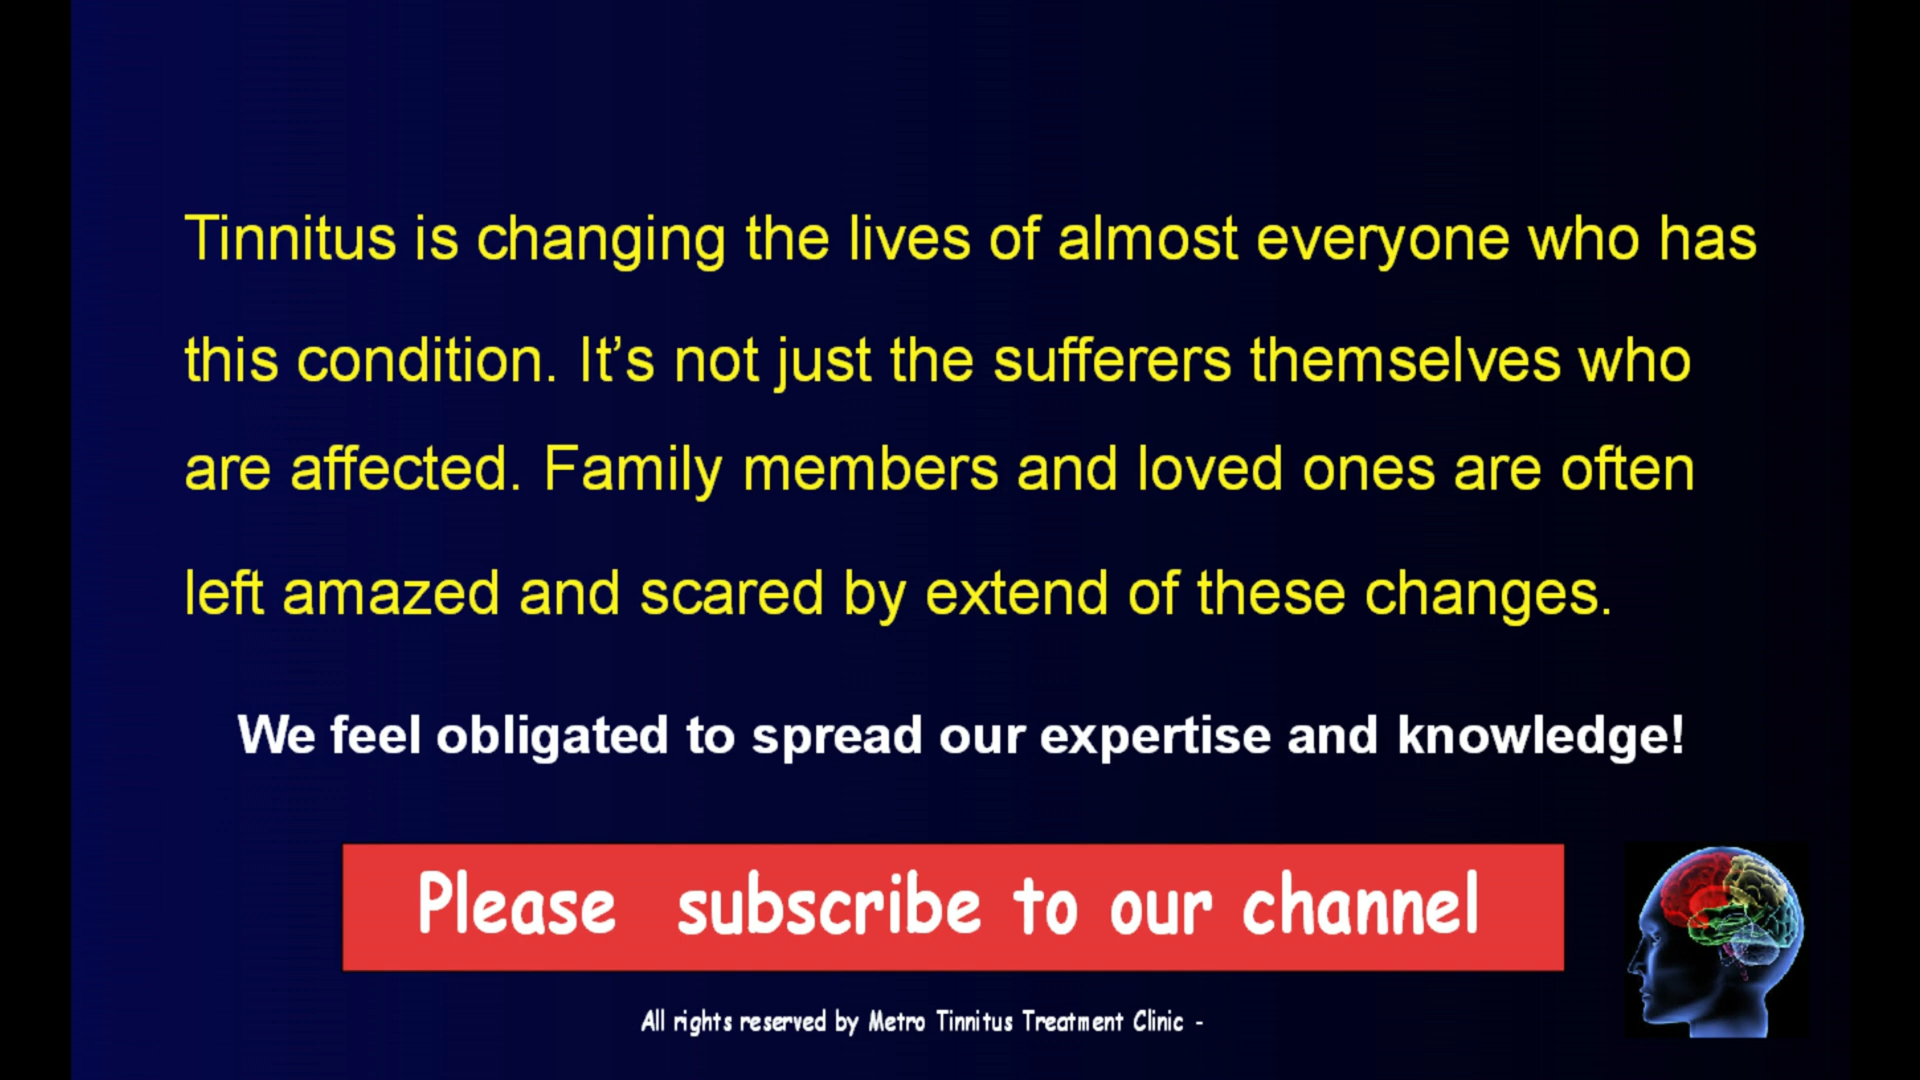 Tinnitus is changing the lives of almost everyone who has
this condition. It’s not just the sufferers themselves who
are affected. Family members and loved ones are often
left amazed and scared by extend of these changes.
We feel obligated to spread our expertise and knowledge!
Please subscribe to our channel
All rights reserved by Metro Tinnitus Treatment Clinic -